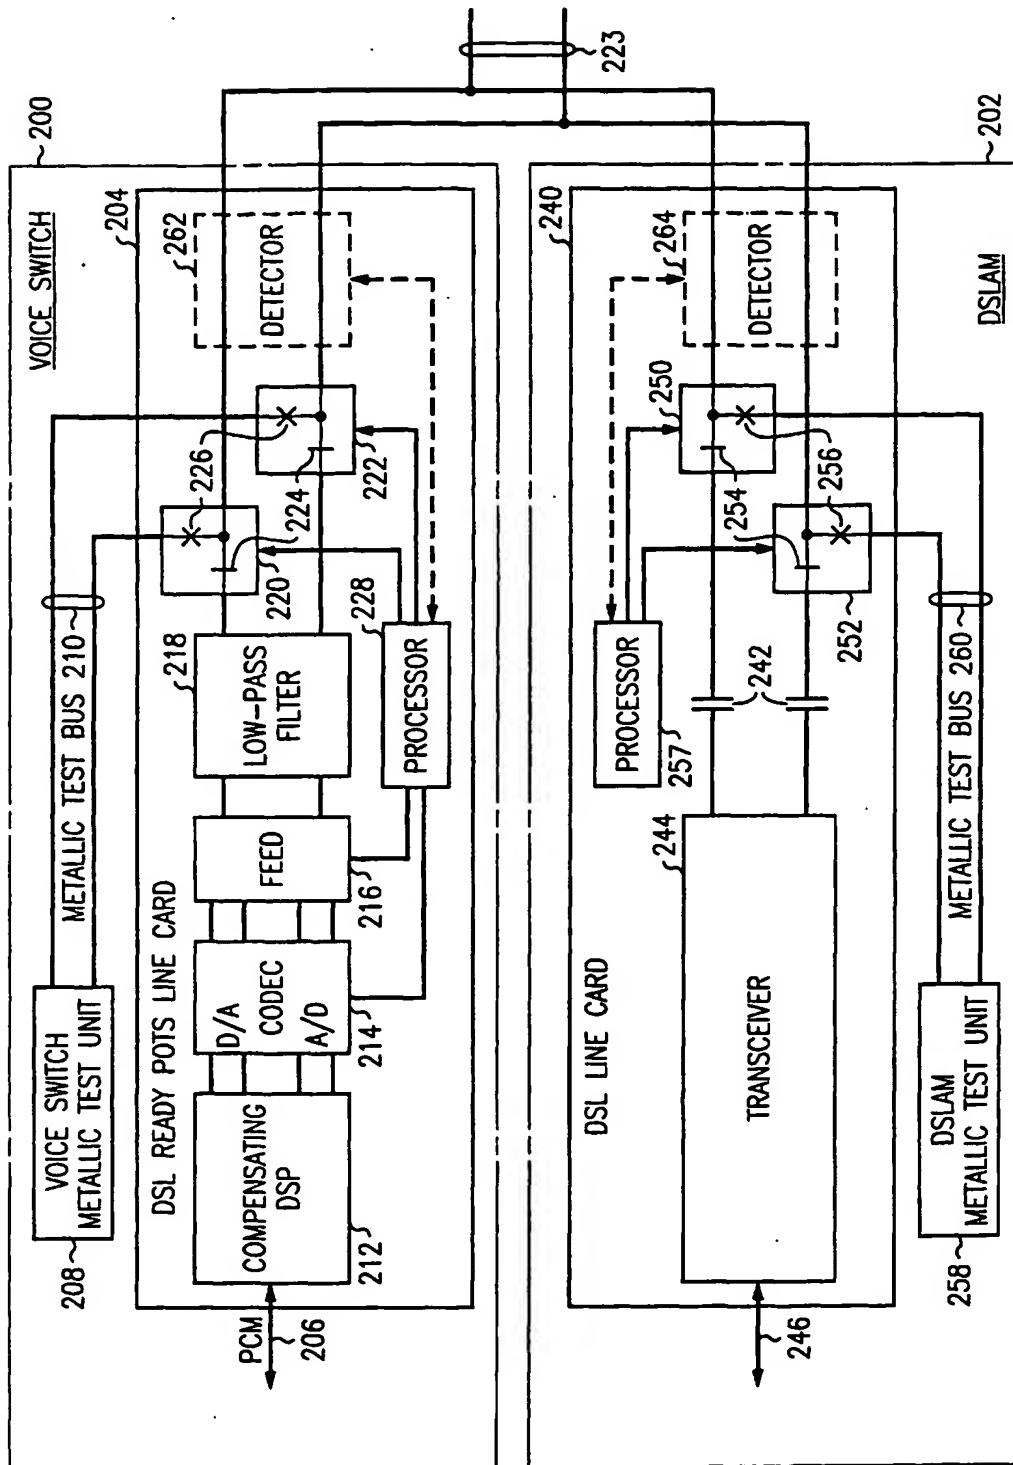 200
VOICE SWITCH
VOICE SWITCH
METALLIC TEST UNIT
208
METALLIC TEST BUS 210
204
DSL READY POTS LINE CARD
PCM
206
COMPENSATING
DSP
212
D/A
CODEC
A/D
214
FEED
216
LOW-PASS
FILTER
218
220
222
224
226
PROCESSOR
228
DETECTOR
262
223
202
DSLAM
240
DSL LINE CARD
246
TRANSCEIVER
244
242
PROCESSOR
257
250
252
254
256
DETECTOR
264
DSLAM
METALLIC TEST UNIT
258
METALLIC TEST BUS 260